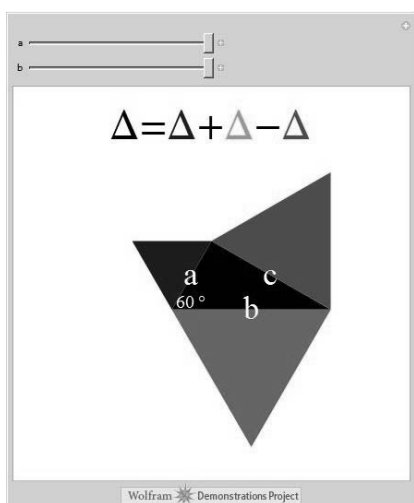 a
b
Δ=Δ+Δ−Δ
a c
60 °
b
Wolfram Demonstrations Project